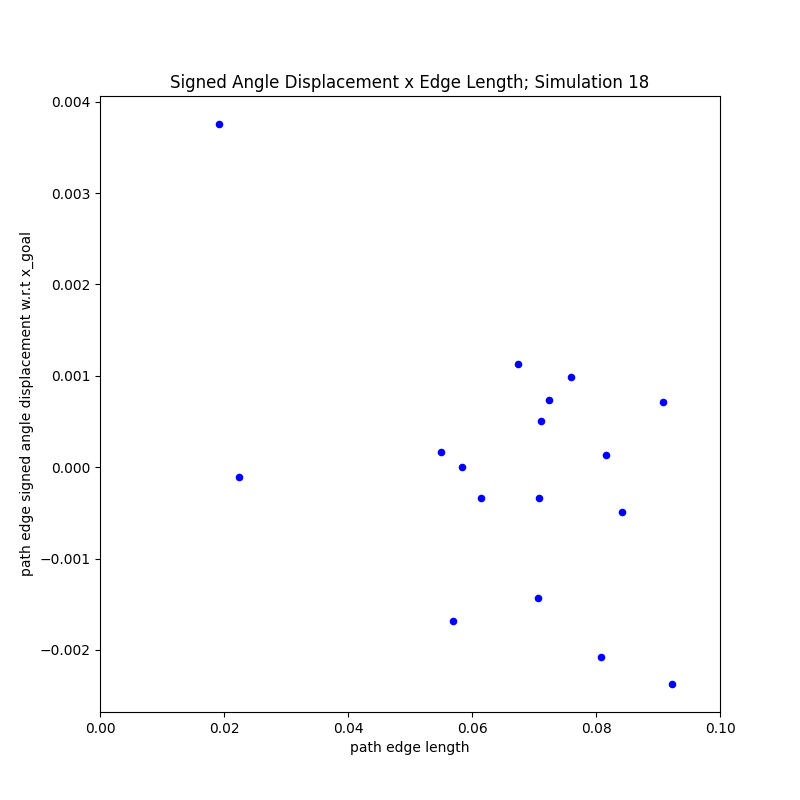 Signed Angle Displacement x Edge Length; Simulation 18
0.004
0.003
0.002
0.001
0.000
−0.001
−0.002
path edge signed angle displacement w.r.t x_goal
0.00 0.02 0.04 0.06 0.08 0.10
path edge length